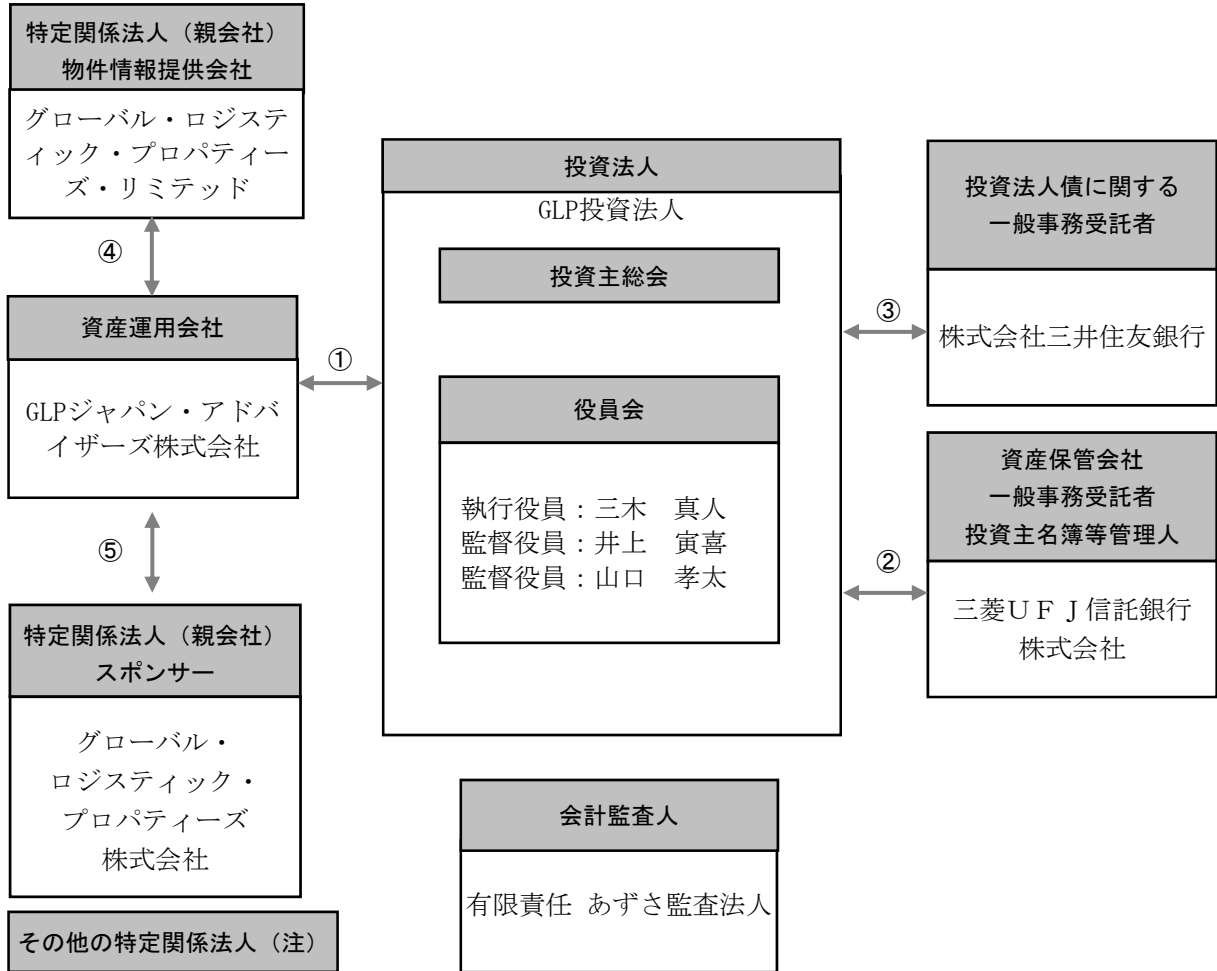 特定関係法人（親会社）
物件情報提供会社
グローバル・ロジステ
ィック・プロパティー
ズ・リミテッド
④
資産運用会社
GLPジャパン・アドバ
イザーズ株式会社
①
⑤
特定関係法人（親会社）
スポンサー
グローバル・
ロジスティック・
プロパティーズ
株式会社
その他の特定関係法人（注）
投資法人
GLP投資法人
投資主総会
役員会
執行役員：三木　真人
監督役員：井上　寅喜
監督役員：山口　孝太
会計監査人
有限責任 あずさ監査法人
③
投資法人債に関する
一般事務受託者
株式会社三井住友銀行
②
資産保管会社
一般事務受託者
投資主名簿等管理人
三菱ＵＦＪ信託銀行
株式会社